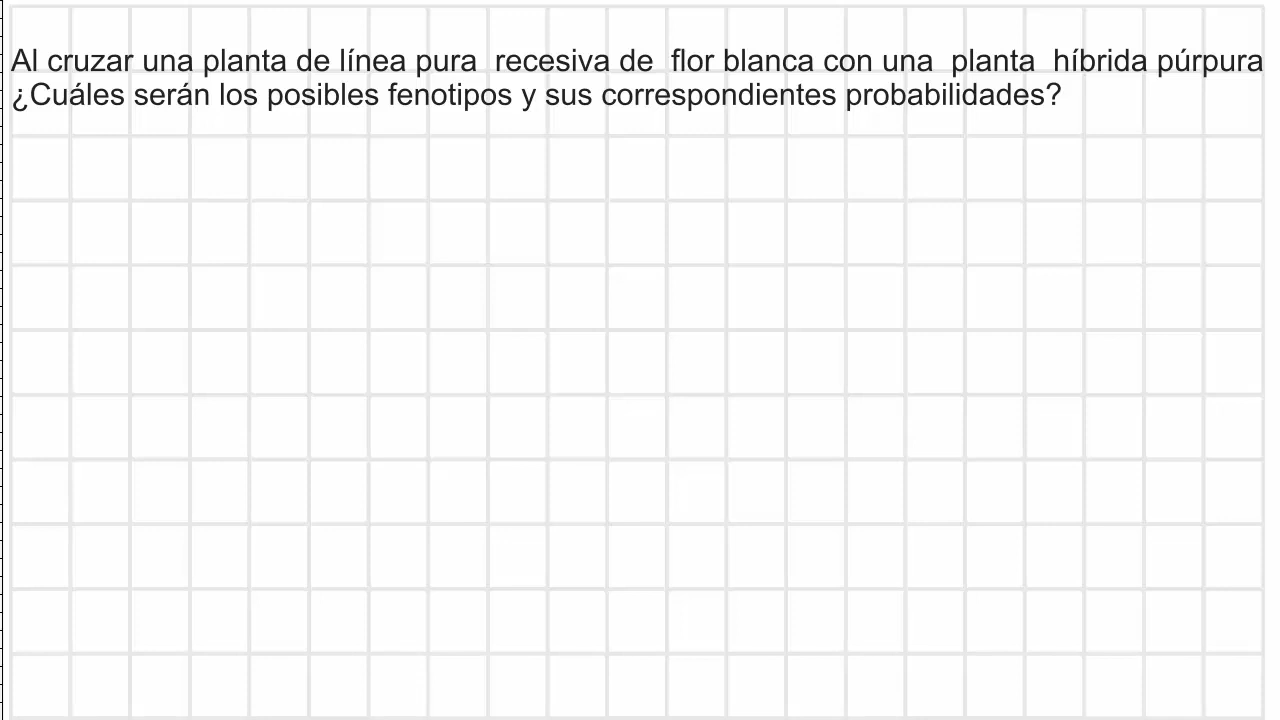 Al cruzar una planta de línea pura recesiva de flor blanca con una planta híbrida púrpura
¿Cuáles serán los posibles fenotipos y sus correspondientes probabilidades?